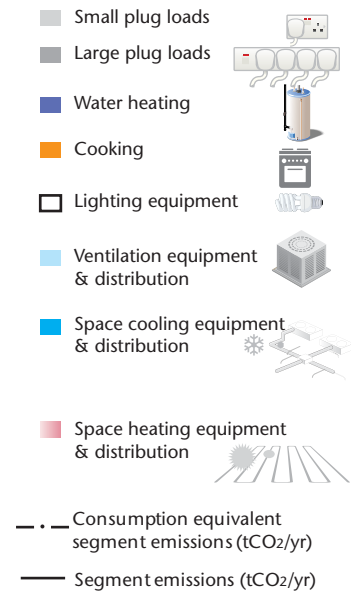 Small plug loads
Large plug loads
Water heating
Cooking
Lighting equipment
Ventilation equipment
& distribution
Space cooling equipment
& distribution
Space heating equipment
& distribution
Consumption equivalent
segment emissions (tCO2/yr)
Segment emissions (tCO2/yr)